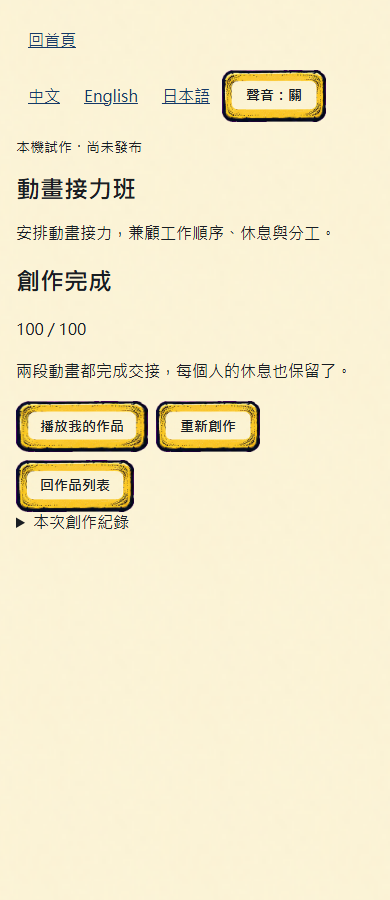 回首頁
中文 English 日本語 聲音：關
本機試作・尚未發布
動畫接力班
安排動畫接力，兼顧工作順序、休息與分工。
創作完成
100 / 100
兩段動畫都完成交接，每個人的休息也保留了。
播放我的作品 重新創作
回作品列表
▶ 本次創作紀錄